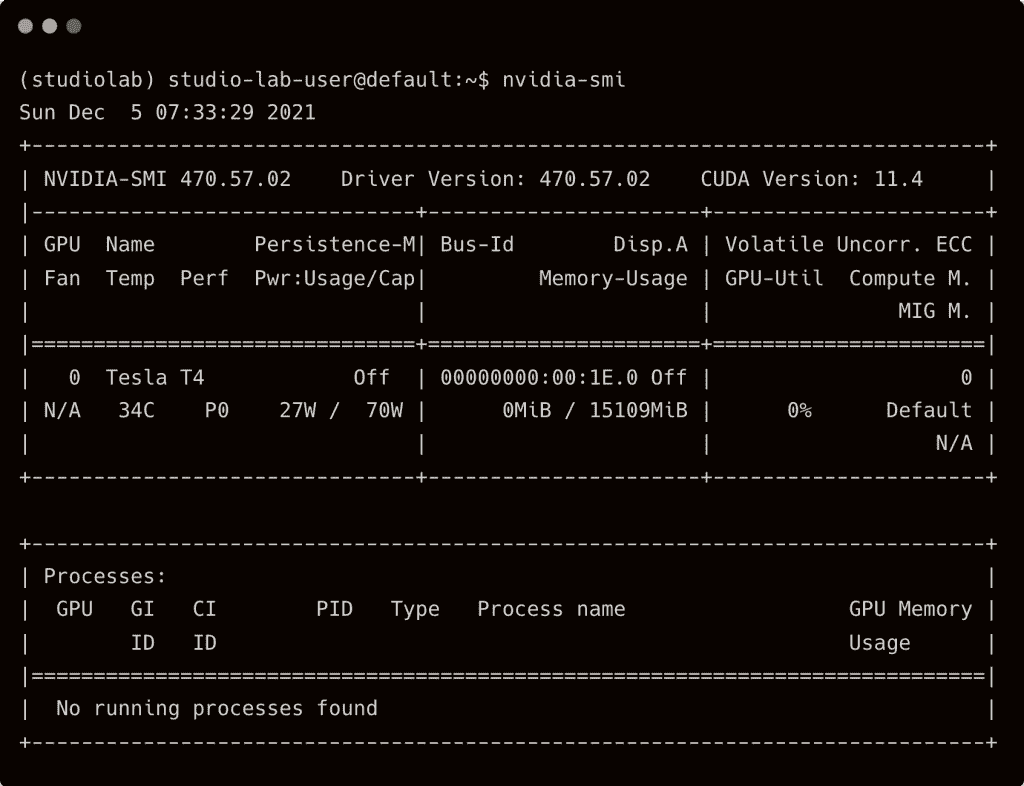 (studiolab) studio-lab-user@default:~$ nvidia-smi
Sun Dec  5 07:33:29 2021
+-----------------------------------------------------------------------------+
| NVIDIA-SMI 470.57.02    Driver Version: 470.57.02    CUDA Version: 11.4     |
|-------------------------------+----------------------+----------------------+
| GPU  Name        Persistence-M| Bus-Id        Disp.A | Volatile Uncorr. ECC |
| Fan  Temp  Perf  Pwr:Usage/Cap|         Memory-Usage | GPU-Util  Compute M. |
|                               |                      |               MIG M. |
|===============================+======================+======================|
|   0  Tesla T4            Off  | 00000000:00:1E.0 Off |                    0 |
| N/A   34C    P0    27W /  70W |      0MiB / 15109MiB |      0%      Default |
|                               |                      |                  N/A |
+-------------------------------+----------------------+----------------------+

+-----------------------------------------------------------------------------+
| Processes:                                                                  |
|  GPU   GI   CI        PID   Type   Process name                  GPU Memory |
|        ID   ID                                                   Usage      |
|=============================================================================|
|  No running processes found                                                 |
+-----------------------------------------------------------------------------+